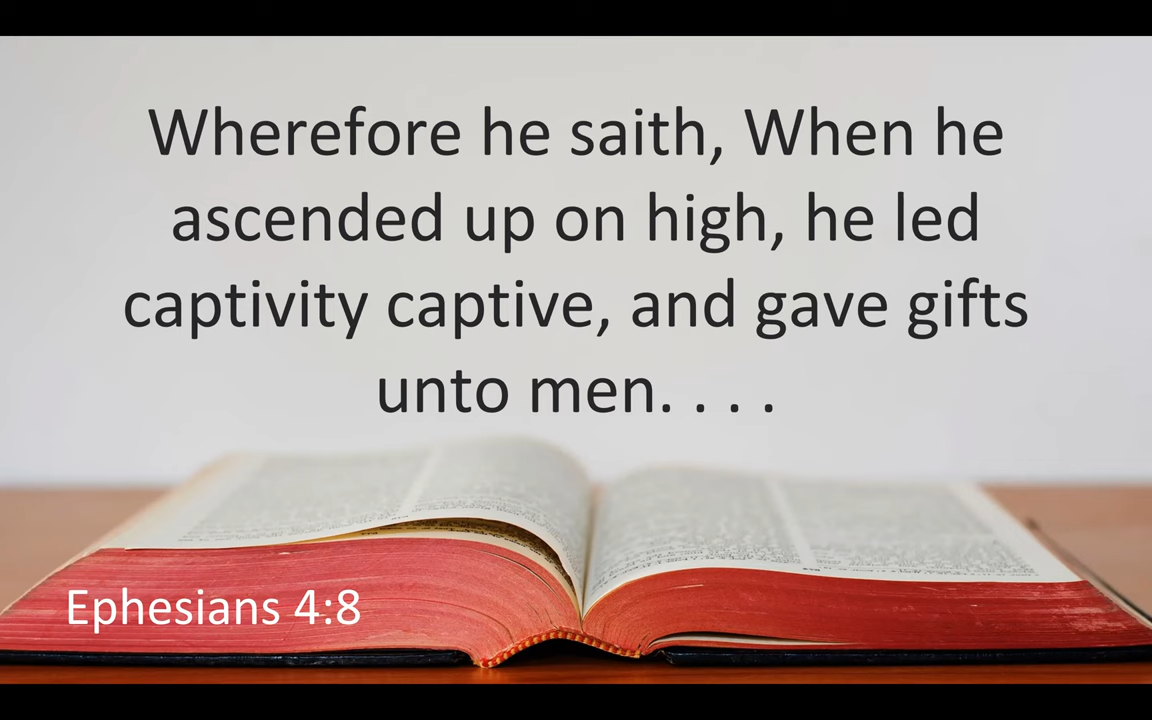 Wherefore he saith, When he
ascended up on high, he led
captivity captive, and gave gifts
unto men. . . .
Ephesians 4:8